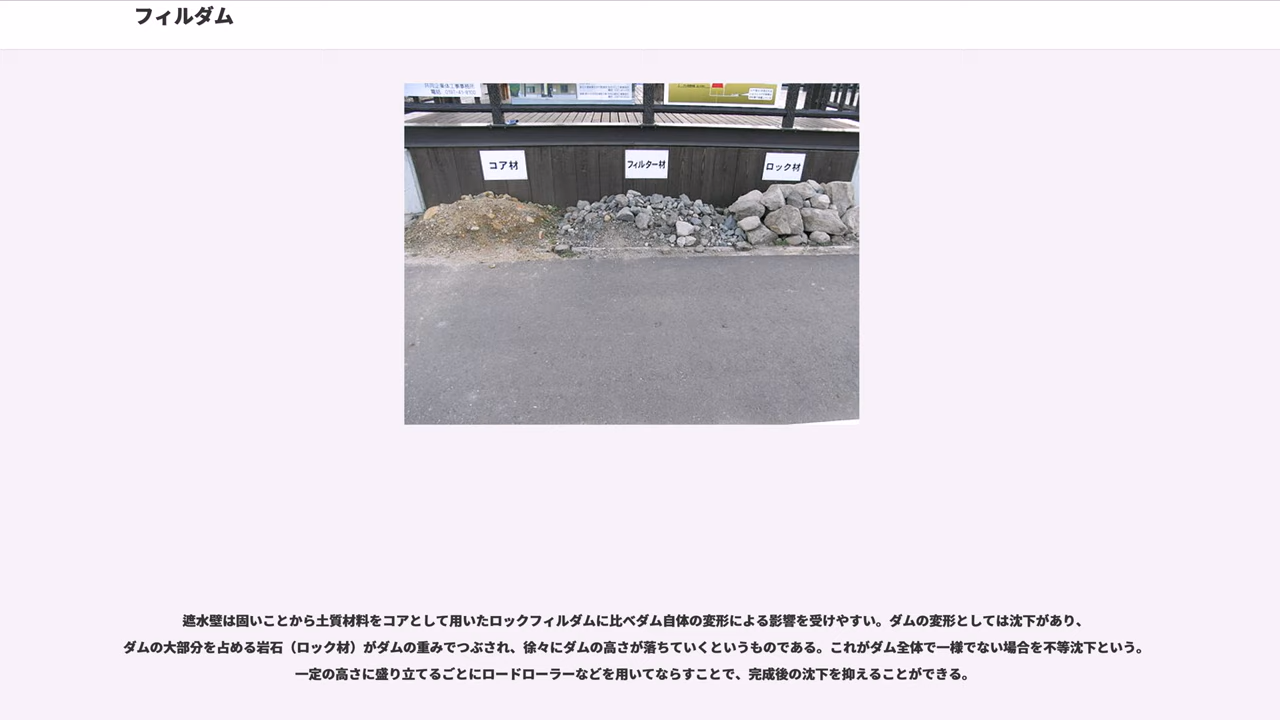 フィルダム
コア材
フィルター材
ロック材
遮水壁は固いことから土質材料をコアとして用いたロックフィルダムに比べダム自体の変形による影響を受けやすい。ダムの変形としては沈下があり、
ダムの大部分を占める岩石（ロック材）がダムの重みでつぶされ、徐々にダムの高さが落ちていくというものである。これがダム全体で一様でない場合を不等沈下という。
一定の高さに盛り立てるごとにロードローラーなどを用いてならすことで、完成後の沈下を抑えることができる。